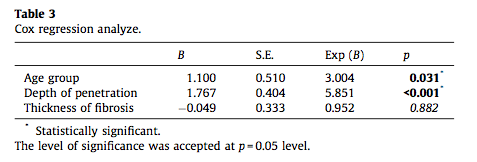 Table 3
Cox regression analyze.
B S.E. Exp (B) p
Age group 1.100 0.510 3.004 0.031*
Depth of penetration 1.767 0.404 5.851 <0.001*
Thickness of fibrosis −0.049 0.333 0.952 0.882
* Statistically significant.
The level of significance was accepted at p = 0.05 level.